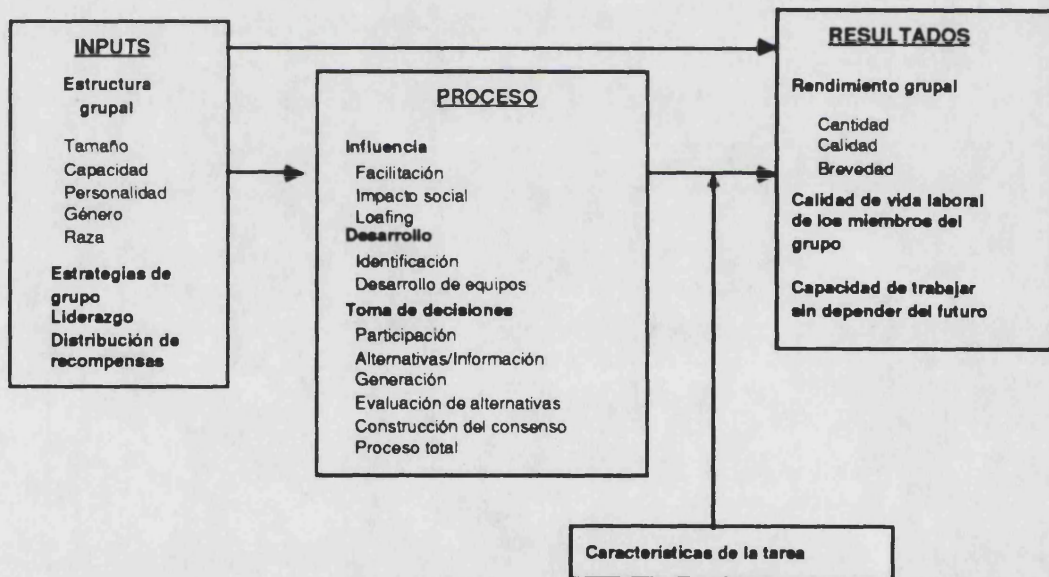 INPUTS
Estructura
grupal
Tamaño
Capacidad
Personalidad
Género
Raza
Estrategias de
grupo
Liderazgo
Distribución de
recompensas
PROCESO
Influencia
Facilitación
Impacto social
Loafing
Desarrollo
Identificación
Desarrollo de equipos
Toma de decisiones
Participación
Alternativas/Información
Generación
Evaluación de alternativas
Construcción del consenso
Proceso total
RESULTADOS
Rendimiento grupal
Cantidad
Calidad
Brevedad
Calidad de vida laboral
de los miembros del
grupo
Capacidad de trabajar
sin depender del futuro
Características de la tarea